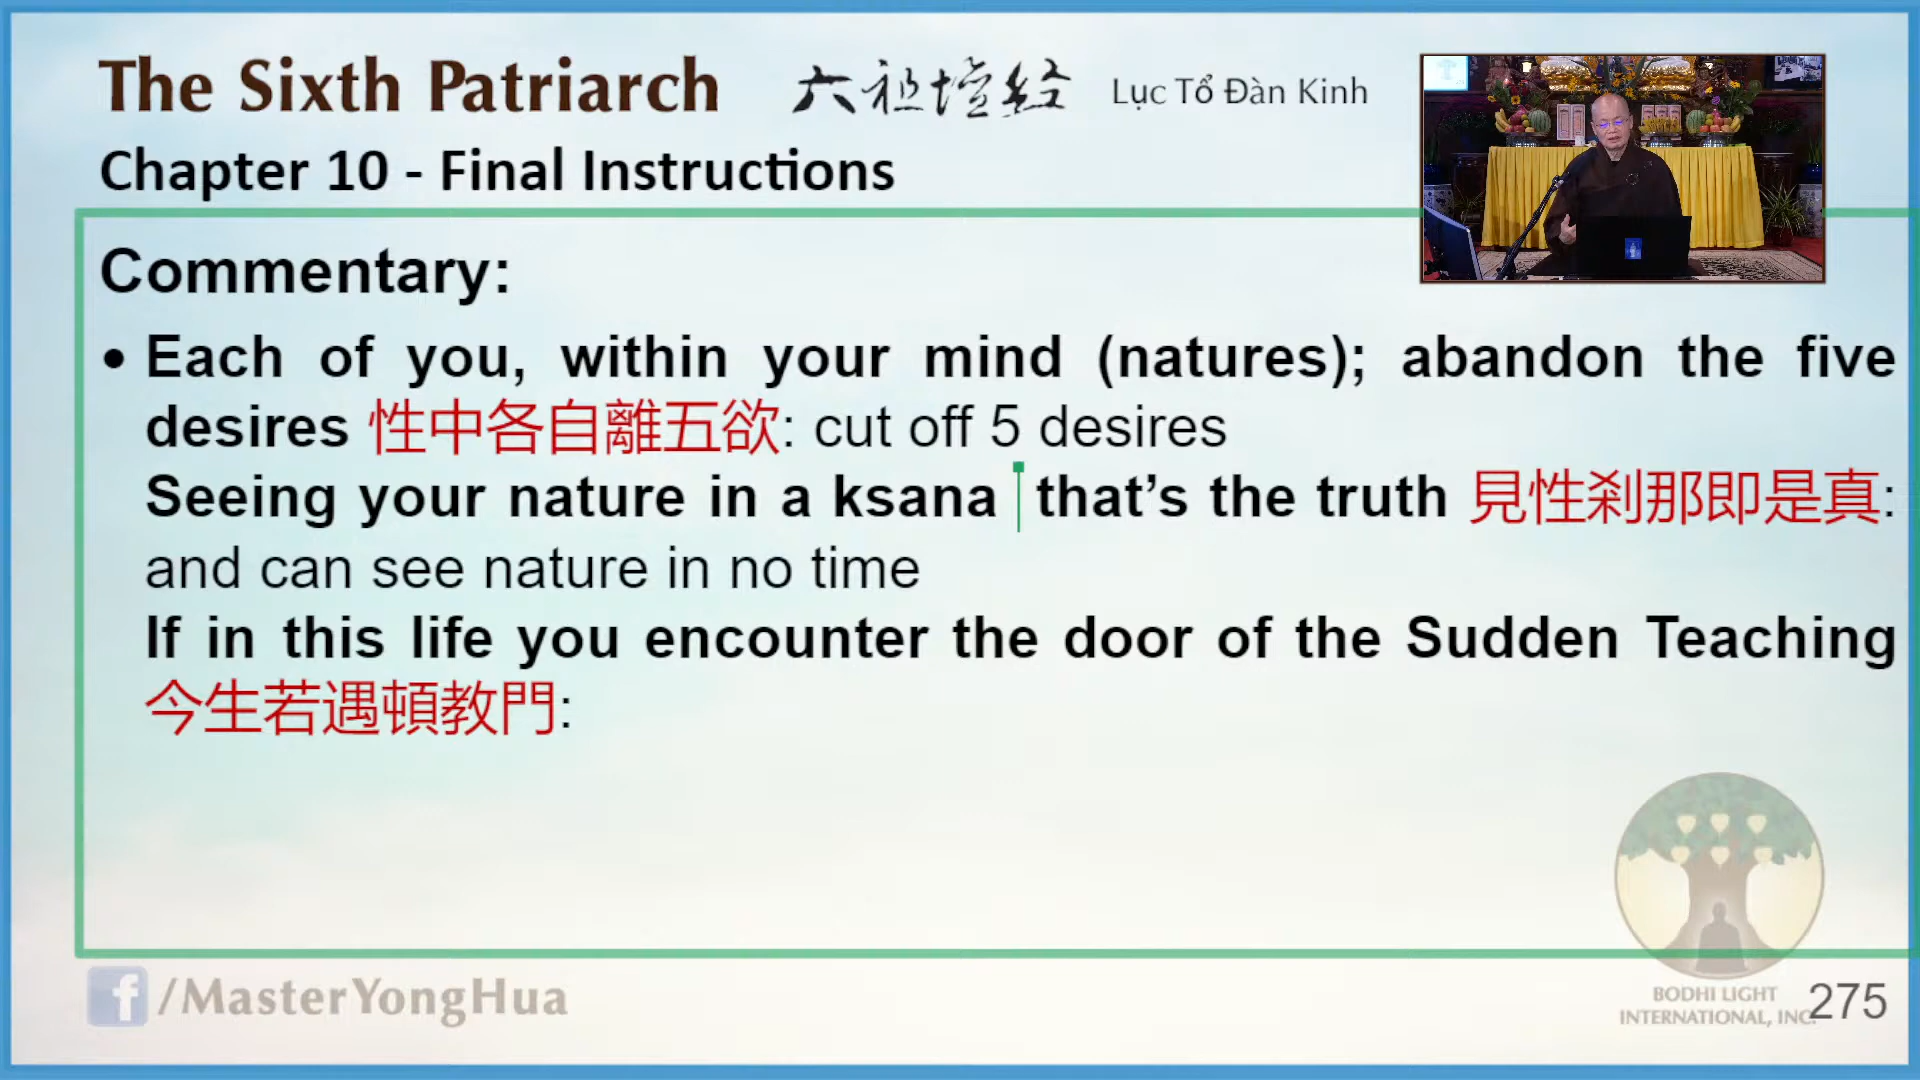 The Sixth Patriarch 六祖壇经 Lục Tổ Đàn Kinh
Chapter 10 - Final Instructions
Commentary:
• Each of you, within your mind (natures); abandon the five
desires 性中各自離五欲: cut off 5 desires
Seeing your nature in a ksana that’s the truth 見性剎那即是真:
and can see nature in no time
If in this life you encounter the door of the Sudden Teaching
今生若遇頓教門:
f/MasterYongHua
BODHI LIGHT
INTERNATIONAL, INC.
275